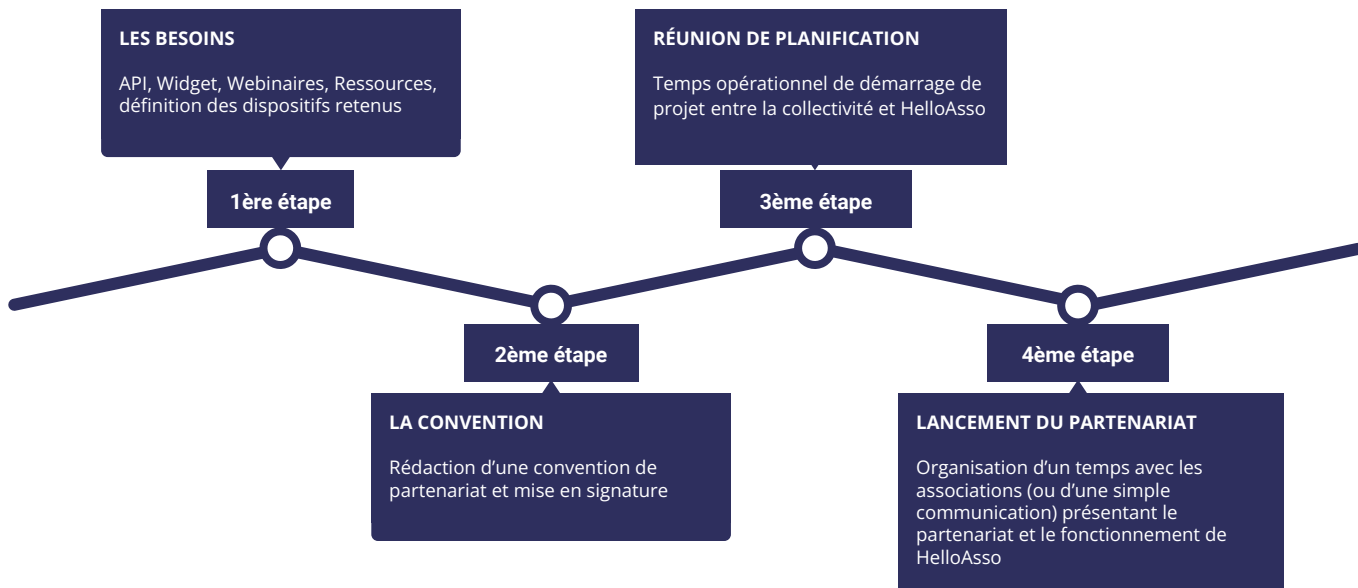 LES BESOINS
API, Widget, Webinaires, Ressources,
définition des dispositifs retenus
1ère étape
2ème étape
LA CONVENTION
Rédaction d’une convention de
partenariat et mise en signature
RÉUNION DE PLANIFICATION
Temps opérationnel de démarrage de
projet entre la collectivité et HelloAsso
3ème étape
4ème étape
LANCEMENT DU PARTENARIAT
Organisation d’un temps avec les
associations (ou d’une simple
communication) présentant le
partenariat et le fonctionnement de
HelloAsso